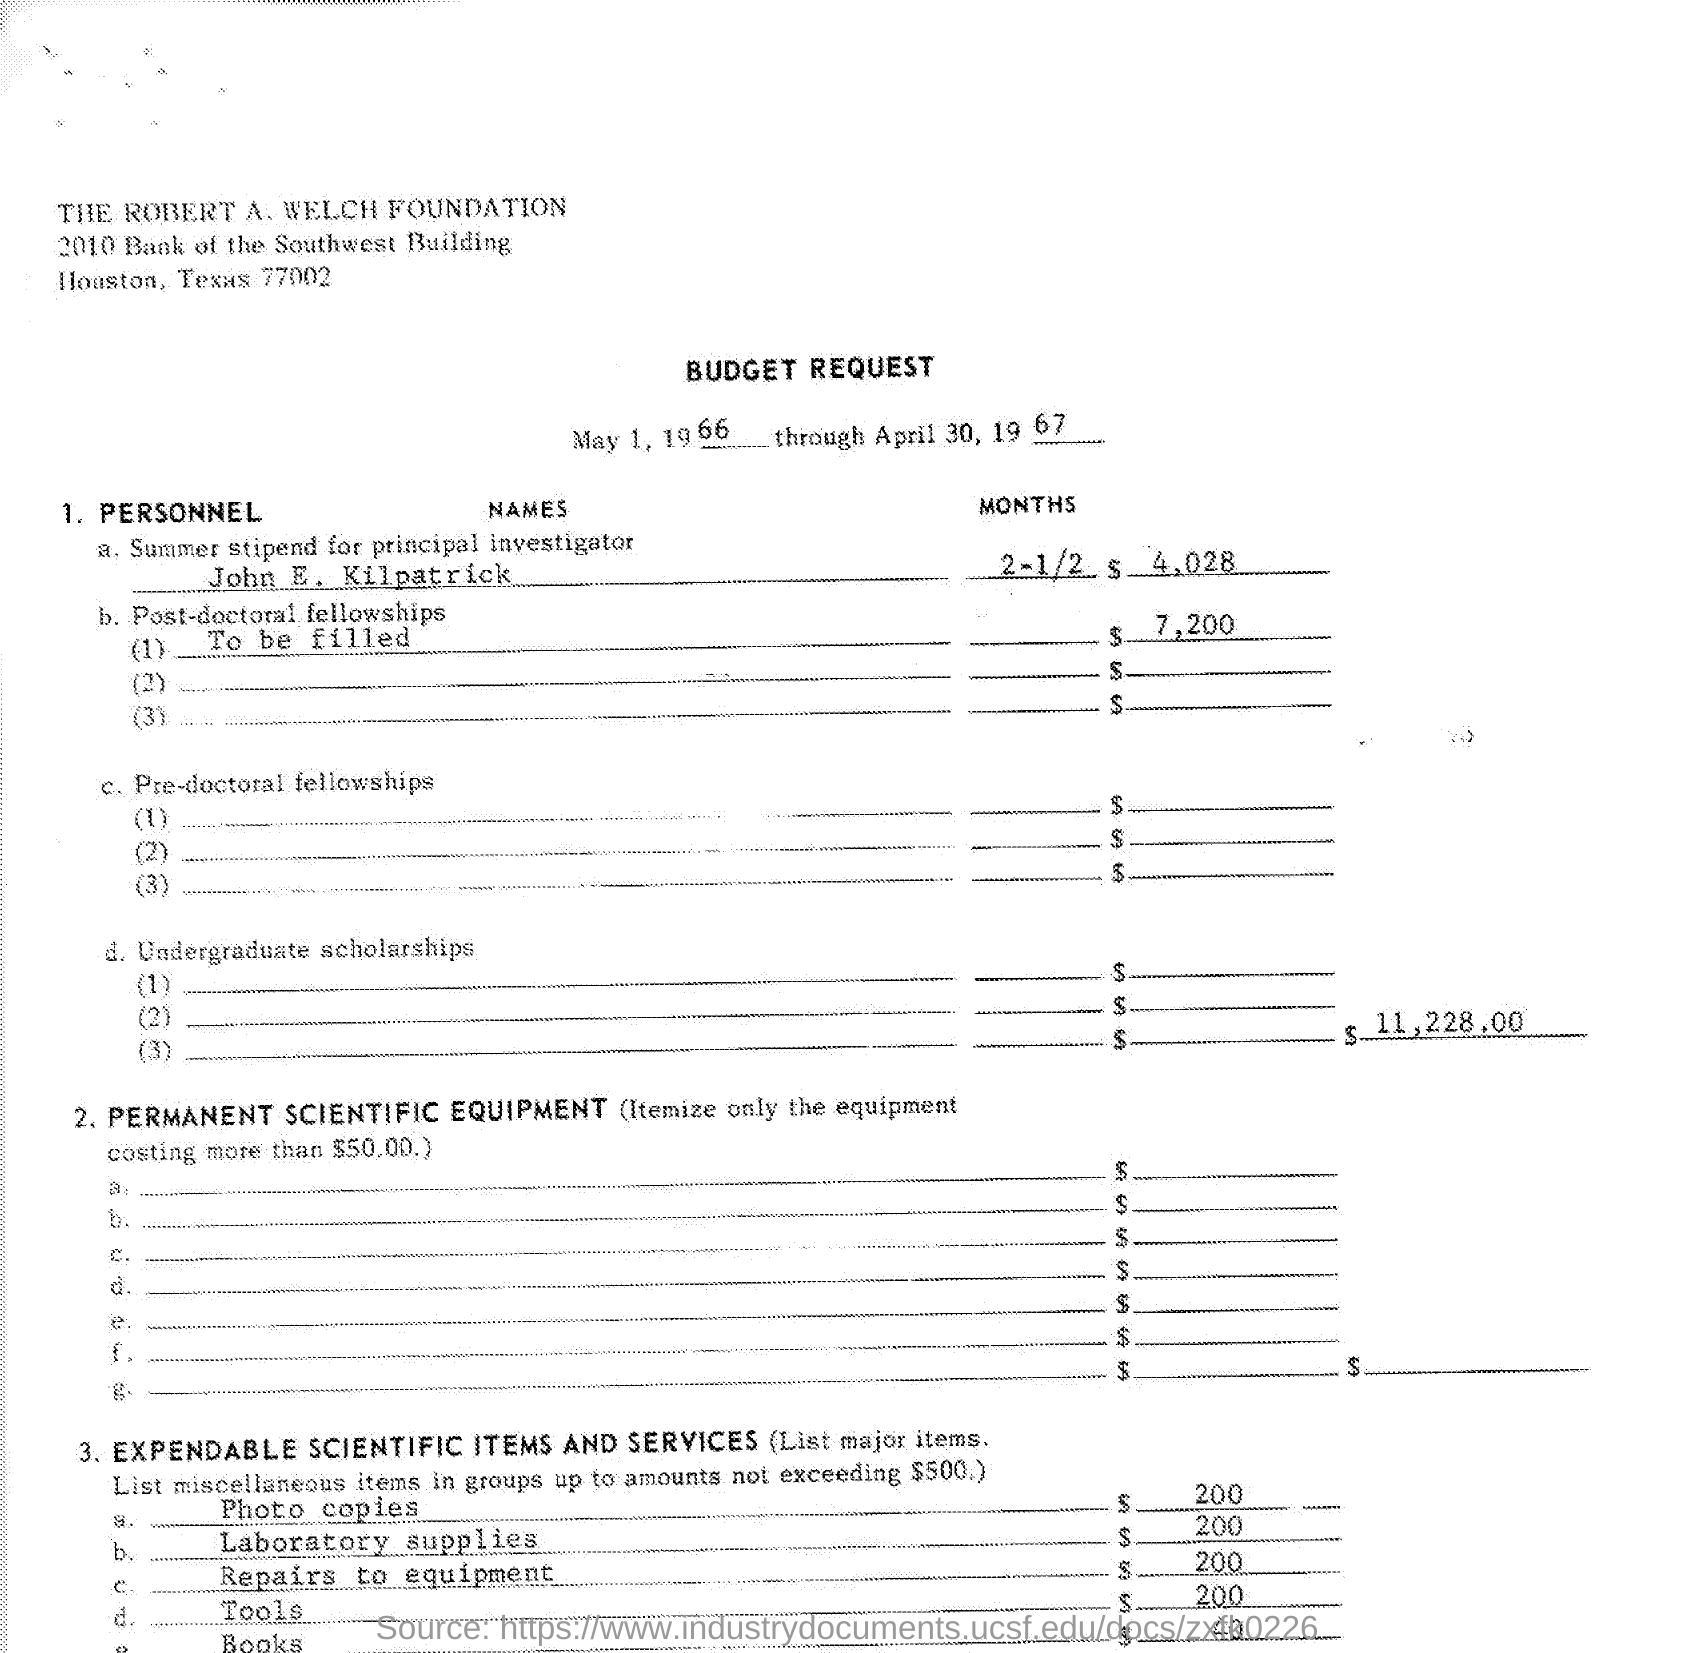 THE ROBERT A. WELCH FOUNDATION
2010 Bank of the Southwest Building
Houston, Texas 77002
BUDGET REQUEST
May 1, 19 66 through April 30, 19 67
1. PERSONNEL NAMES MONTHS
a. Summer stipend for principal investigator
John E. Kilpatrick 2-1/2 $ 4,028
b. Post-doctoral fellowships
(1) To be filled $ 7,200
(2) $
(3) $
c. Pre-doctoral fellowships
(1) $
(2) $
(3) $
d. Undergraduate scholarships
(1) $
(2) $
(3) $ $ 11,228.00
2. PERMANENT SCIENTIFIC EQUIPMENT (Itemize only the equipment
costing more than $50.00.)
a. $
b. $
c. $
d. $
e. $
f. $
g. $ $
3. EXPENDABLE SCIENTIFIC ITEMS AND SERVICES (List major items.
List miscellaneous items in groups up to amounts not exceeding $500.)
a. Photo copies $ 200
b. Laboratory supplies $ 200
c. Repairs to equipment $ 200
d. Tools $ 200
e. Books $ 40
Source: https://www.industrydocuments.ucsf.edu/docs/zxfk0226